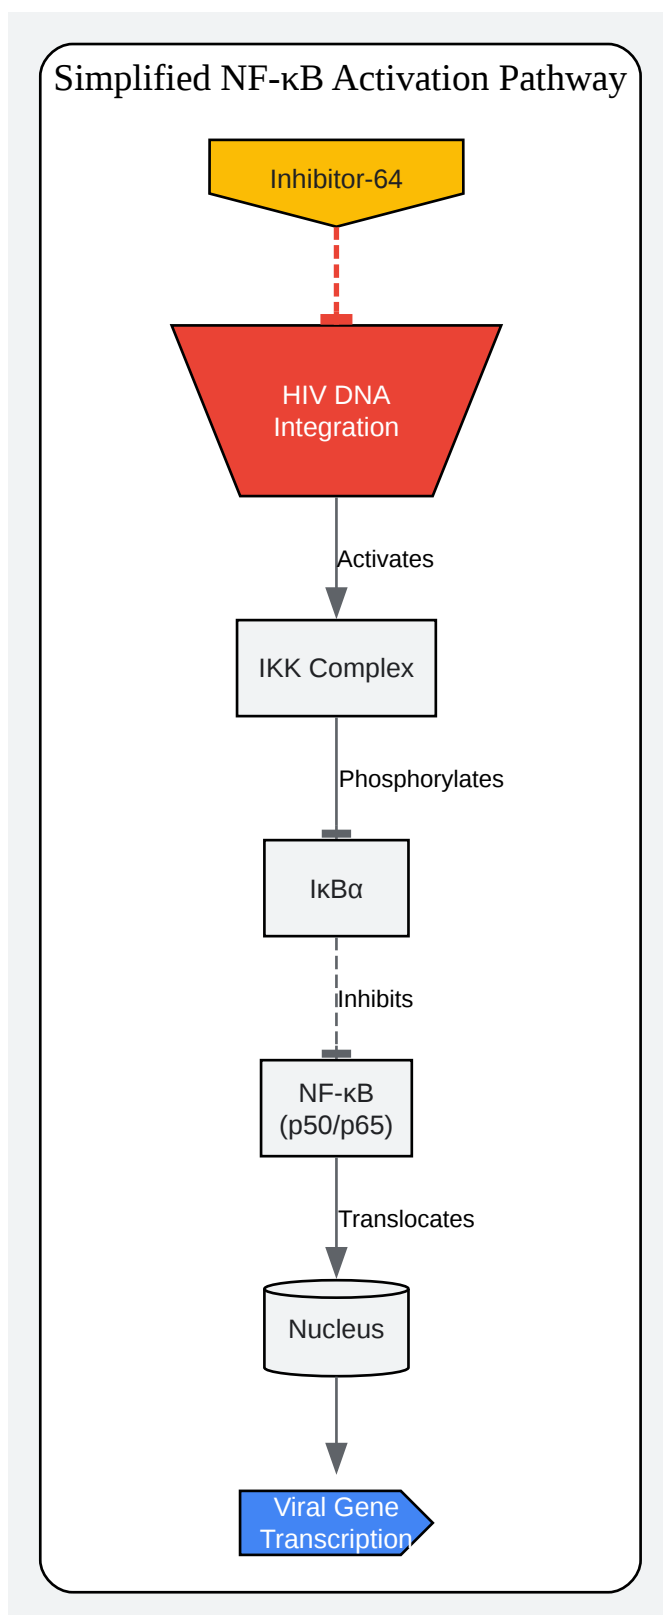 Simplified NF-κB Activation Pathway
Inhibitor-64
HIV DNA
Integration
Activates
IKK Complex
Phosphorylates
IκBα
Inhibits
NF-κB
(p50/p65)
Translocates
Nucleus
Viral Gene
Transcription